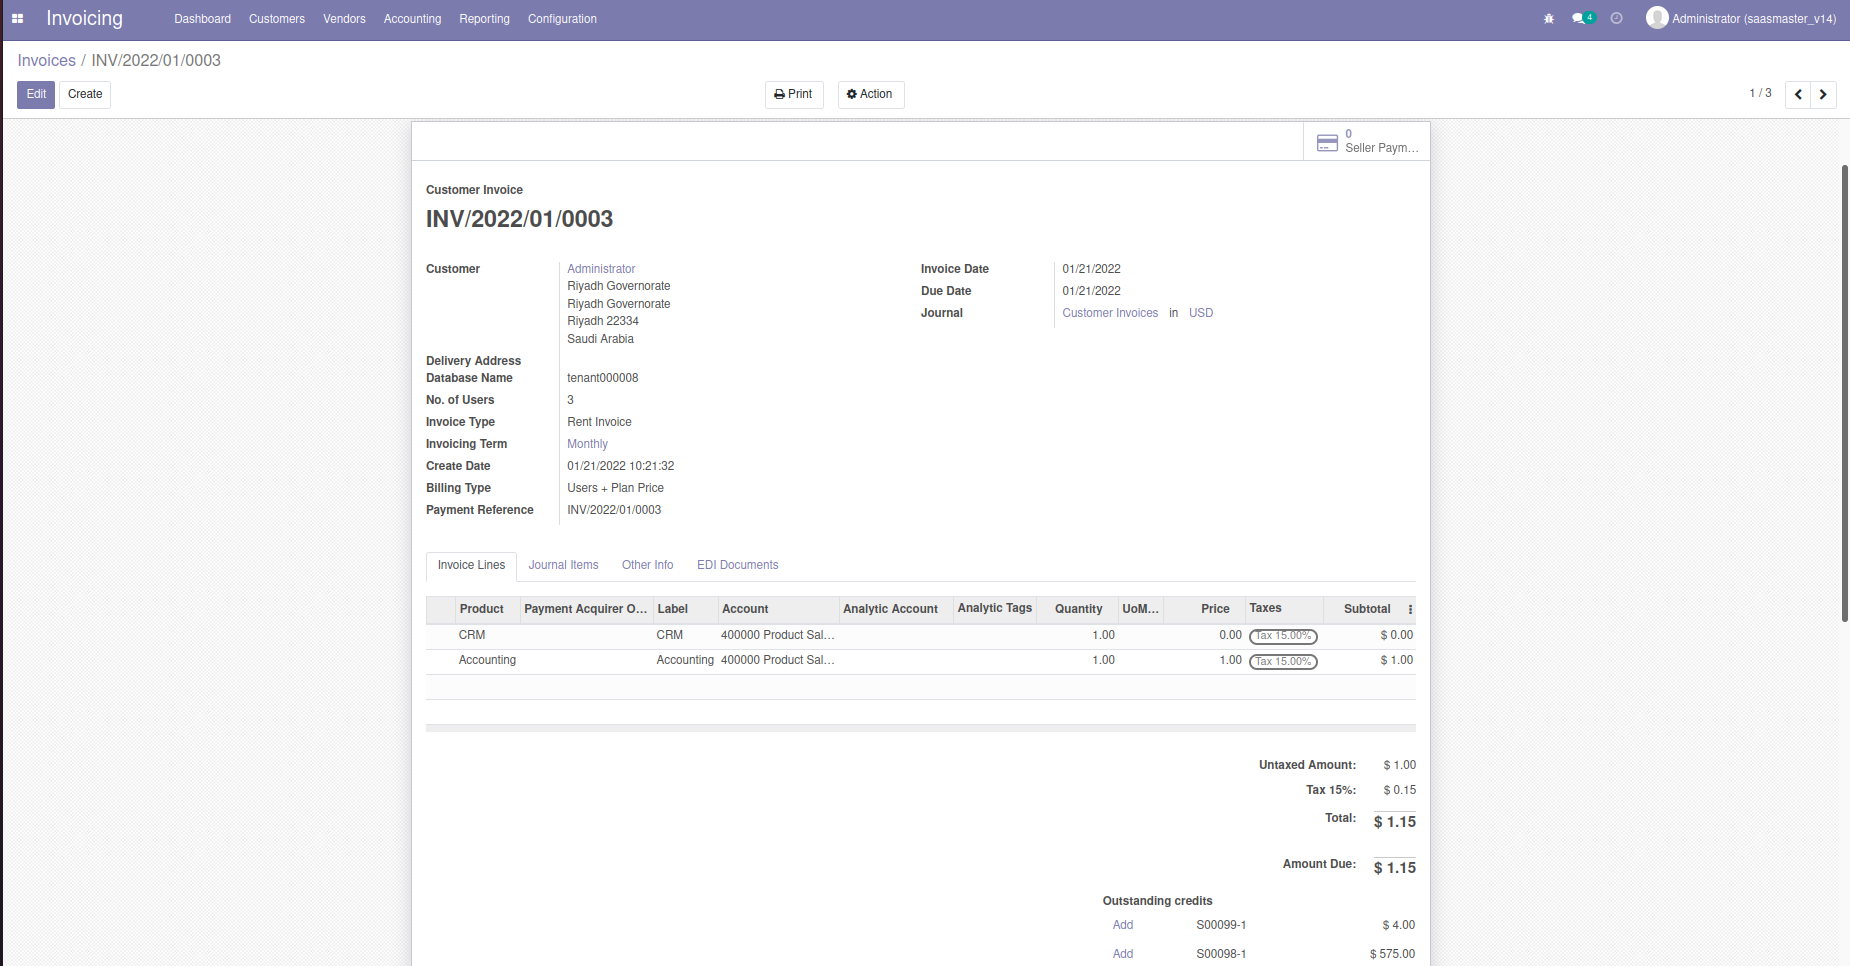 Invoicing Dashboard Customers Vendors Accounting Reporting Configuration 4 Administrator (saasmaster_v14)
Invoices / INV/2022/01/0003
Edit Create Print Action 1 / 3
0
Seller Paym...
Customer Invoice
INV/2022/01/0003
Customer Administrator
Riyadh Governorate
Riyadh Governorate
Riyadh 22334
Saudi Arabia
Invoice Date 01/21/2022
Due Date 01/21/2022
Journal Customer Invoices in USD
Delivery Address
Database Name tenant000008
No. of Users 3
Invoice Type Rent Invoice
Invoicing Term Monthly
Create Date 01/21/2022 10:21:32
Billing Type Users + Plan Price
Payment Reference INV/2022/01/0003
Invoice Lines Journal Items Other Info EDI Documents
Product Payment Acquirer O... Label Account Analytic Account Analytic Tags Quantity UoM... Price Taxes Subtotal
CRM CRM 400000 Product Sal... 1.00 0.00 Tax 15.00% $ 0.00
Accounting Accounting 400000 Product Sal... 1.00 1.00 Tax 15.00% $ 1.00
Untaxed Amount: $ 1.00
Tax 15%: $ 0.15
Total: $ 1.15
Amount Due: $ 1.15
Outstanding credits
Add S00099-1 $ 4.00
Add S00098-1 $ 575.00